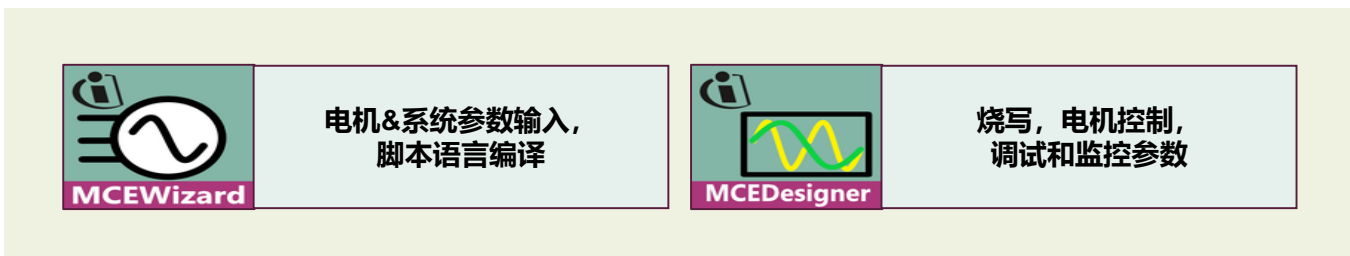 电机&系统参数输入，
脚本语言编译
MCEWizard
烧写，电机控制，
调试和监控参数
MCEDesigner